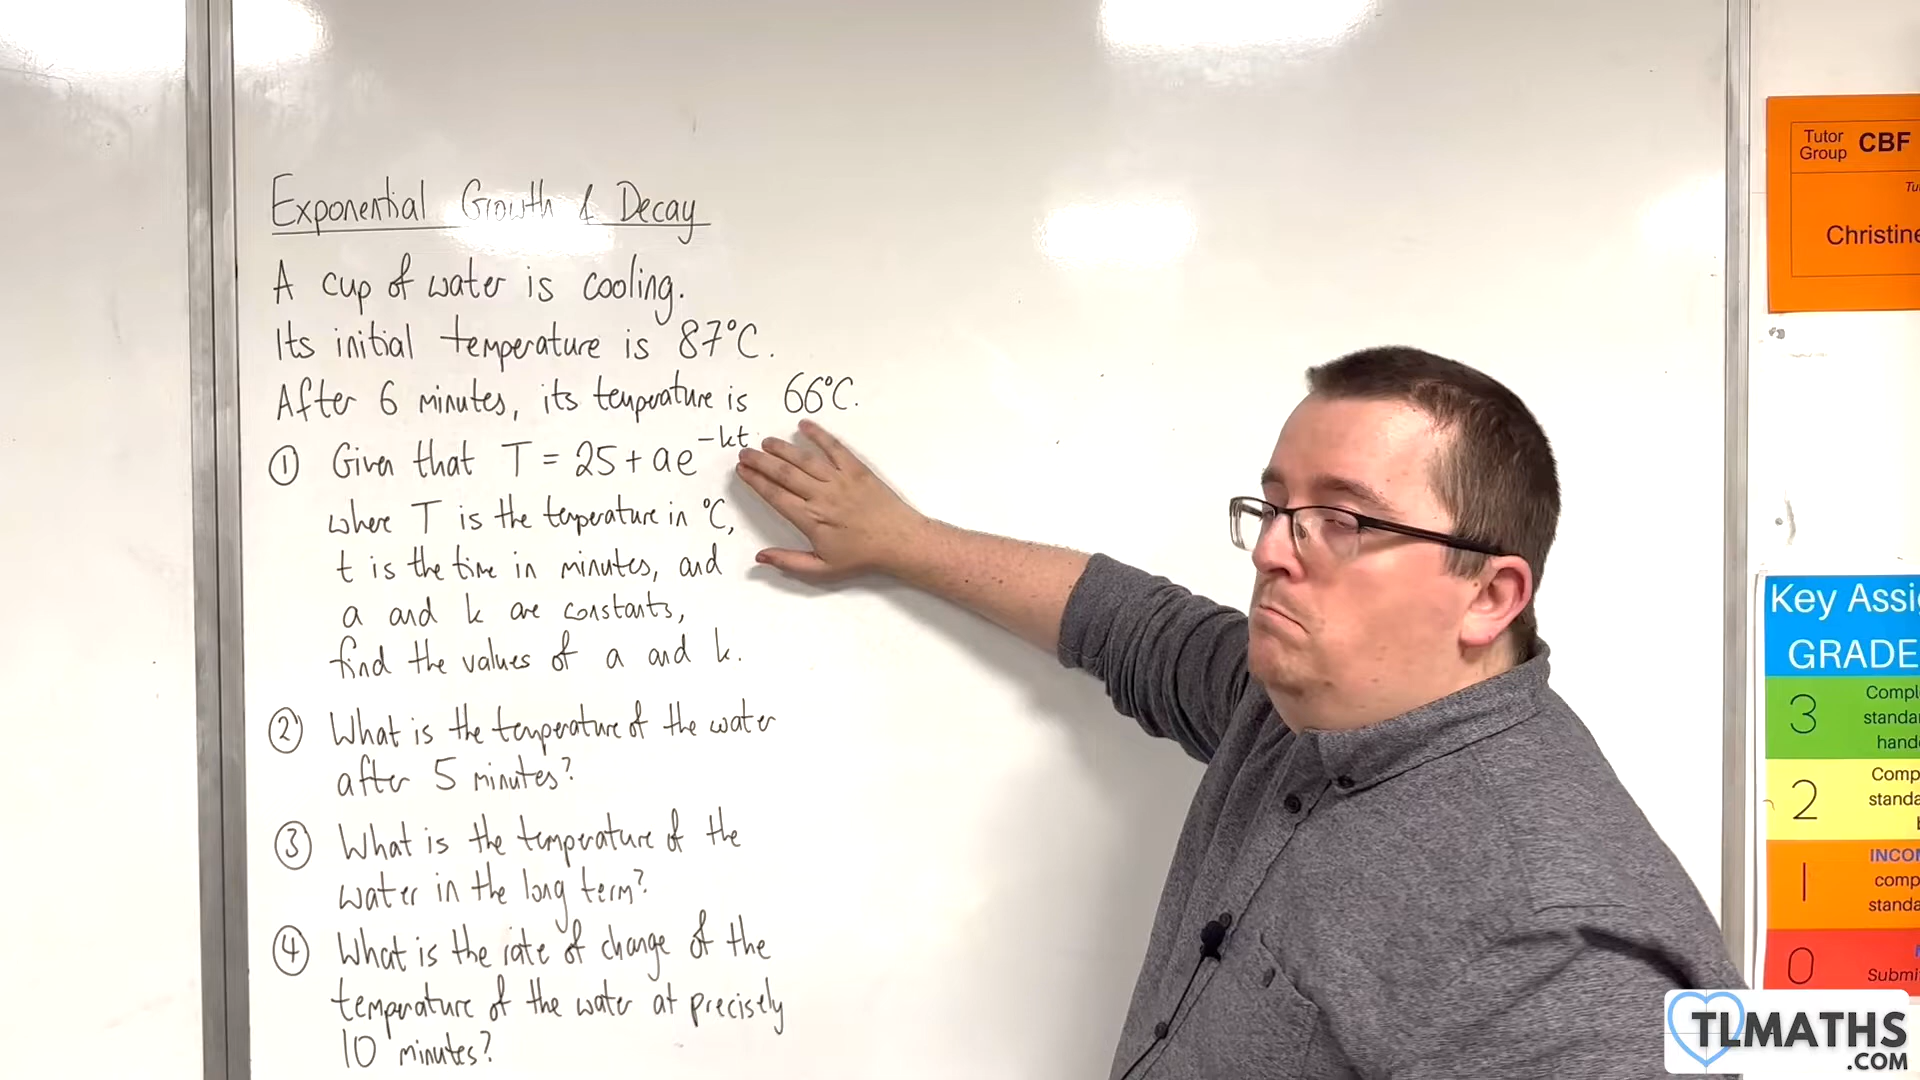 Exponential Growth & Decay
A cup of water is cooling.
Its initial temperature is 87°C.
After 6 minutes, its temperature is 66°C.
① Given that T = 25 + ae^-kt
where T is the temperature in °C,
t is the time in minutes, and
a and k are constants,
find the values of a and k.
② What is the temperature of the water
after 5 minutes?
③ What is the temperature of the
water in the long term?
④ What is the rate of change of the
temperature of the water at precisely
10 minutes?
Tutor
Group CBF
Christine
Key Assi
GRADE
3
Compl
standa
hand
2
Comp
standa
1
INCO
comp
standa
0
Submi
TLMATHS
.COM